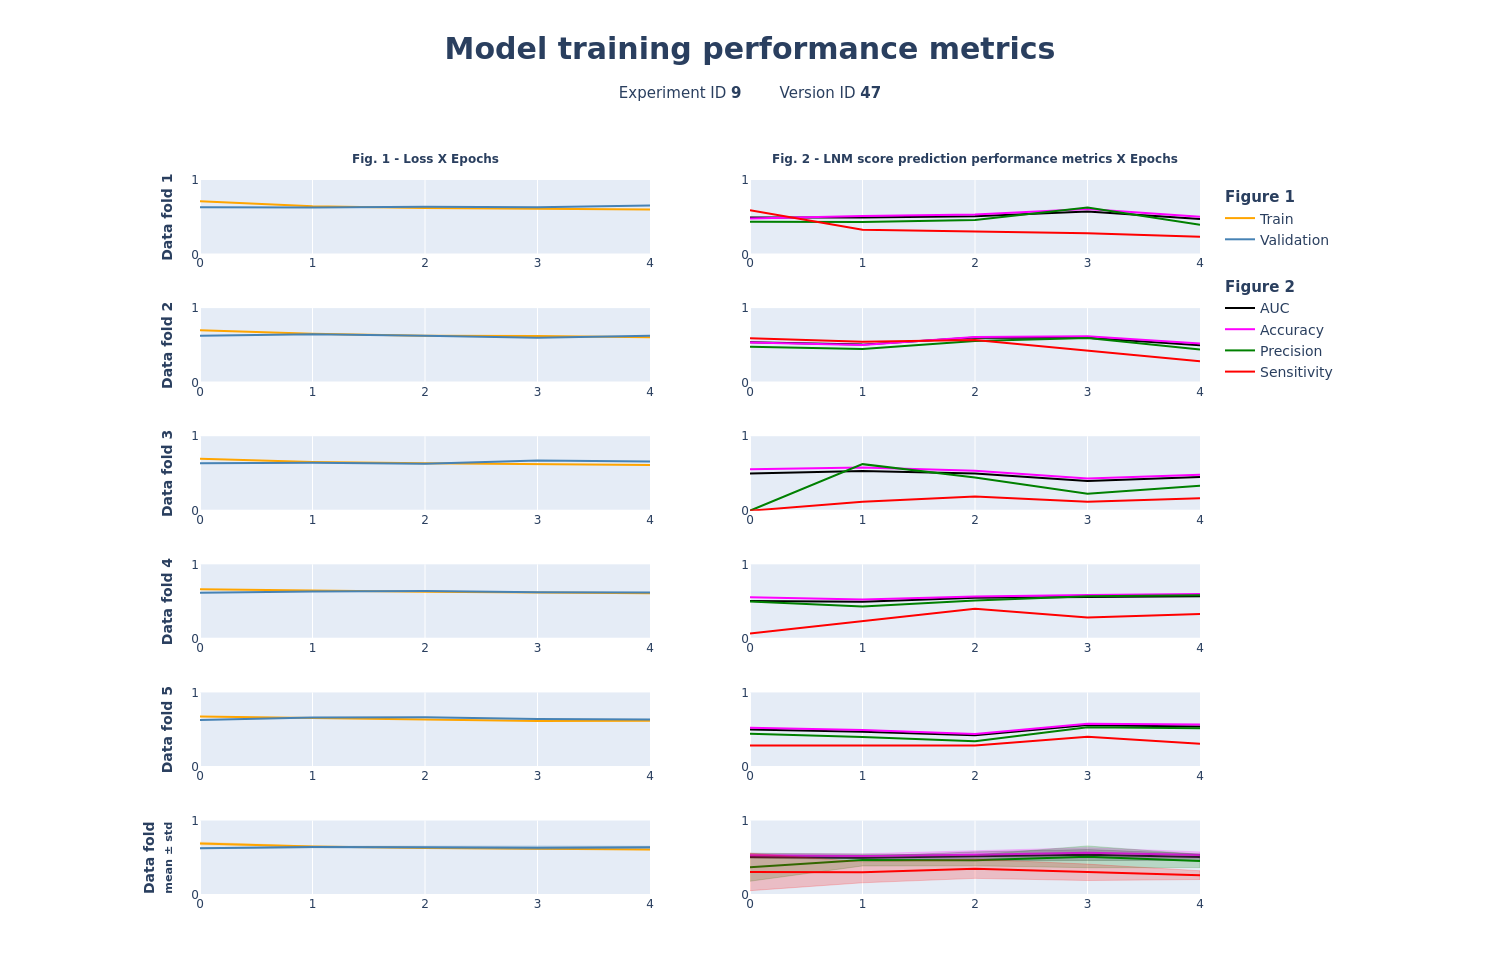 Model training performance metrics
Experiment ID 9 Version ID 47
Fig. 1 - Loss X Epochs
Fig. 2 - LNM score prediction performance metrics X Epochs
Data fold 1
1
0
0 1 2 3 4
1
0
0 1 2 3 4
Data fold 2
1
0
0 1 2 3 4
1
0
0 1 2 3 4
Data fold 3
1
0
0 1 2 3 4
1
0
0 1 2 3 4
Data fold 4
1
0
0 1 2 3 4
1
0
0 1 2 3 4
Data fold 5
1
0
0 1 2 3 4
1
0
0 1 2 3 4
Data fold
mean ± std
1
0
0 1 2 3 4
1
0
0 1 2 3 4
Figure 1
Train
Validation
Figure 2
AUC
Accuracy
Precision
Sensitivity